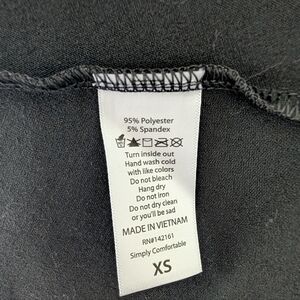 95% Polyester
5% Spandex
Turn inside out
Hand wash cold
with like colors
Do not bleach
Hang dry
Do not iron
Do not dry clean
or you'll be sad
MADE IN VIETNAM
RN#142161
Simply Comfortable
XS